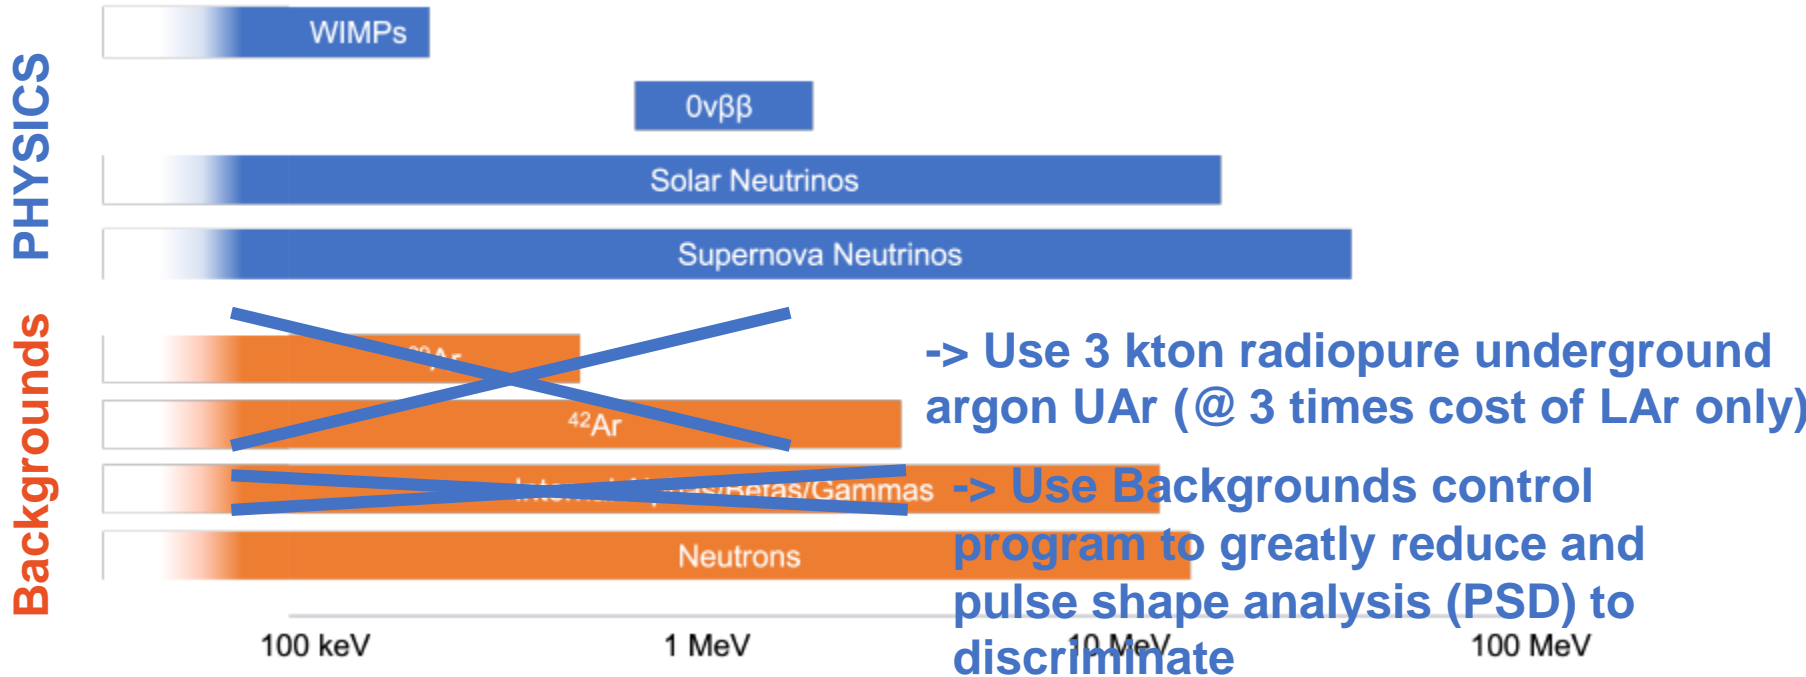 PHYSICS
WIMPs
0νββ
Solar Neutrinos
Supernova Neutrinos
Backgrounds
-> Use 3 kton radiopure underground
argon UAr (@ 3 times cost of LAr only)
⁴²Ar
/Betas/Gammas
-> Use Backgrounds control
program to greatly reduce and
pulse shape analysis (PSD) to
discriminate
Neutrons
100 keV
1 MeV
10 MeV
100 MeV